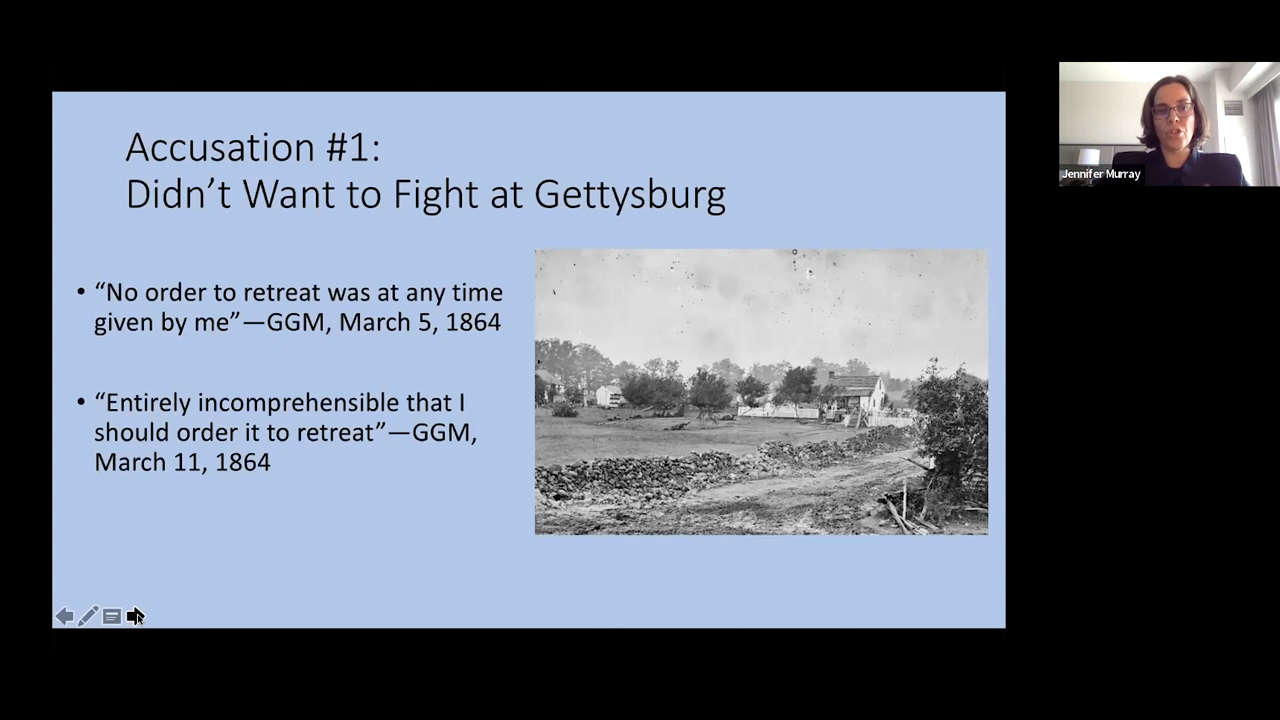 Accusation #1:
Didn’t Want to Fight at Gettysburg
• “No order to retreat was at any time
given by me”—GGM, March 5, 1864
• “Entirely incomprehensible that I
should order it to retreat”—GGM,
March 11, 1864
Jennifer Murray